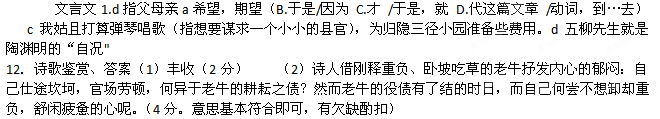 文言文 1.d 指父母亲 a 希望，期望（B.于是/因为 C.才 /于是，就 D.代这篇文章 /动词，到…去）
c 我姑且打算弹琴唱歌（指想要谋求一个小小的县官），为归隐三径小园准备些费用。d 五柳先生就是
陶渊明的“自况"
12. 诗歌鉴赏、答案（1）丰收（2 分） （2）诗人借刚释重负、卧坡吃草的老牛抒发内心的郁闷：自
己仕途坎坷，官场劳顿，何异于老牛的耕耘之债？然而老牛的役债有了结的时日，而自己何尝不想卸却重
负，舒闲疲惫的心呢。（4 分。意思基本符合即可，有欠缺酌扣）